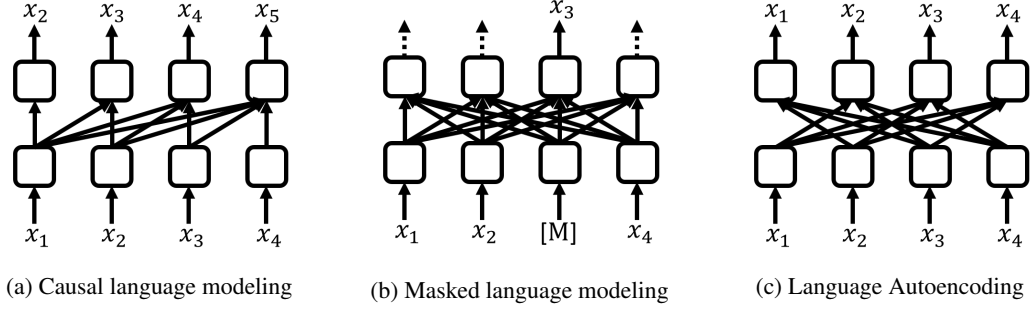 x₂ x₃ x₄ x₅
x₁ x₂ x₃ x₄
(a) Causal language modeling
x₃
x₁ x₂ [M] x₄
(b) Masked language modeling
x₁ x₂ x₃ x₄
x₁ x₂ x₃ x₄
(c) Language Autoencoding